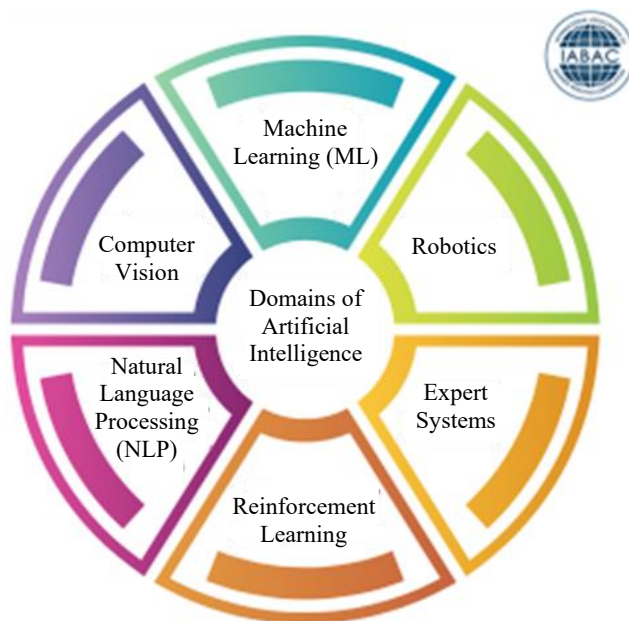 IABAC
Machine
Learning (ML)
Computer
Vision
Robotics
Domains of
Artificial
Intelligence
Natural
Language
Processing
(NLP)
Expert
Systems
Reinforcement
Learning